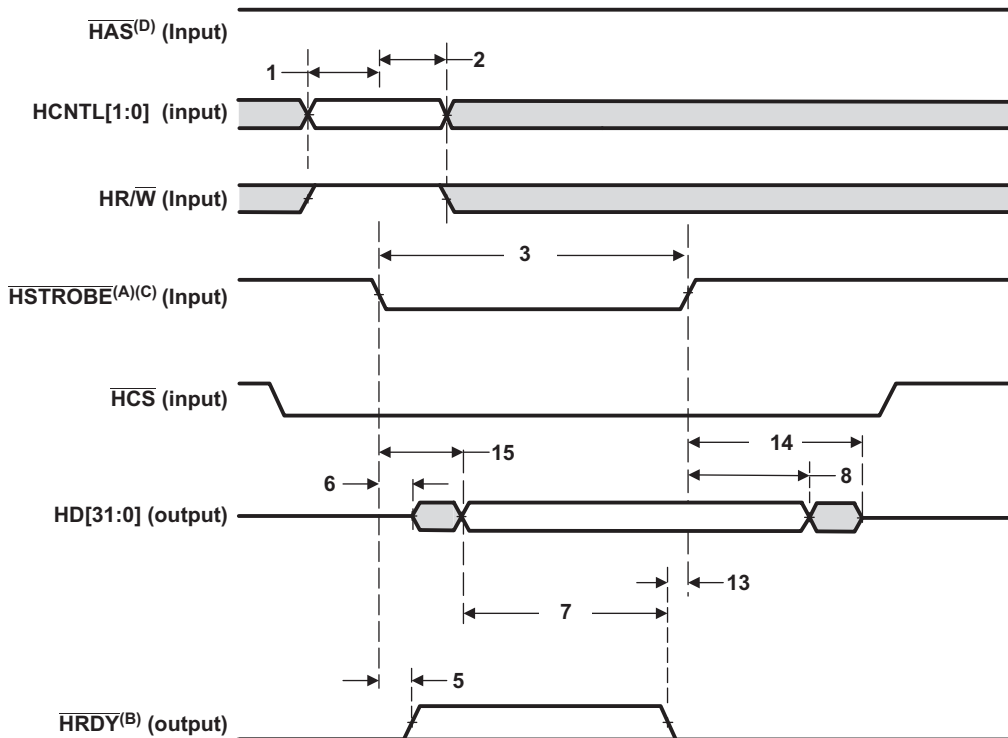 HAS(D) (Input)
1
2
HCNTL[1:0] (input)
HR/W (Input)
3
HSTROBE(A)(C) (Input)
HCS (input)
14
15
6
8
HD[31:0] (output)
13
7
5
HRDY(B) (output)